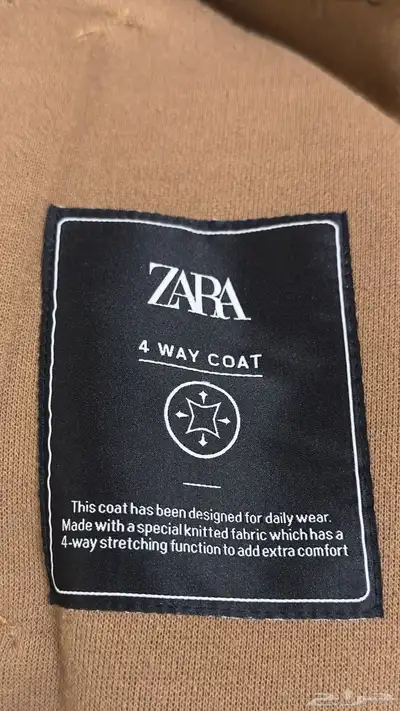 ZARA
4 WAY COAT
This coat has been designed for daily wear.
Made with a special knitted fabric which has a
4-way stretching function to add extra comfort